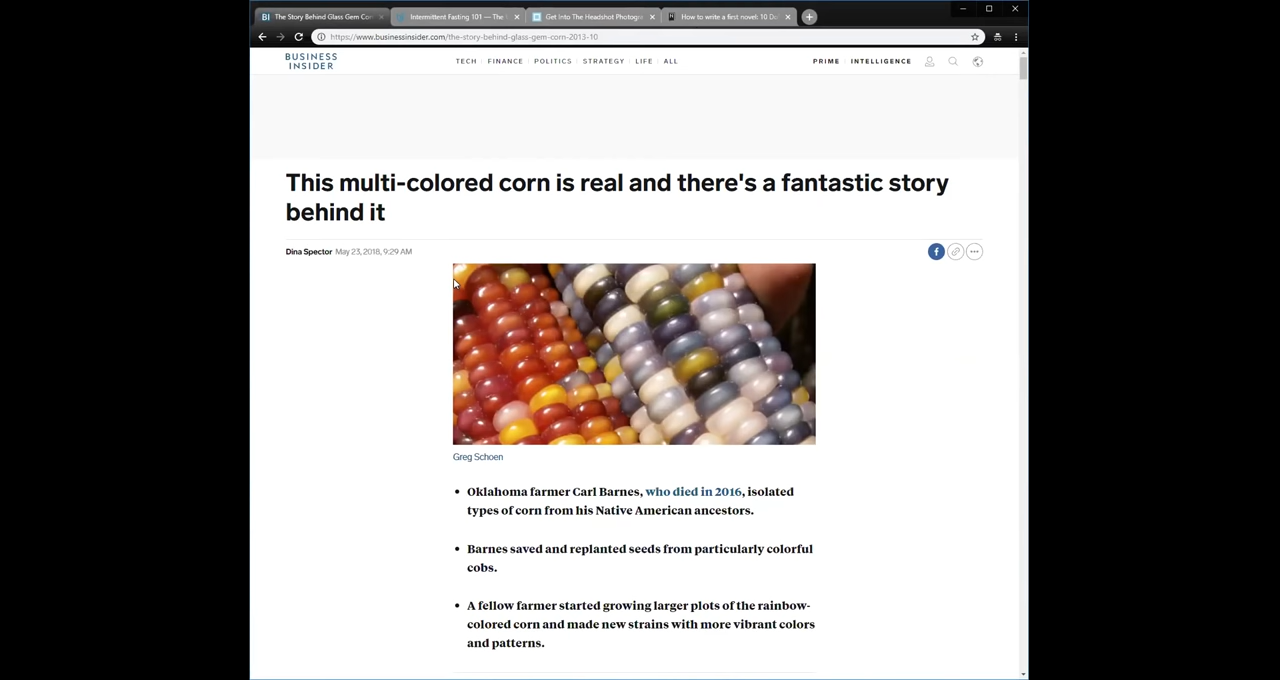 The Story Behind Glass Gem Cor
Intermittent Fasting 101 — The
Get Into The Headshot Photogra
How to write a first novel: 10 Do
https://www.businessinsider.com/the-story-behind-glass-gem-corn-2013-10
BUSINESS
INSIDER
TECH FINANCE POLITICS STRATEGY LIFE ALL
PRIME INTELLIGENCE
This multi-colored corn is real and there's a fantastic story
behind it
Dina Spector May 23, 2018, 9:29 AM
Greg Schoen
• Oklahoma farmer Carl Barnes, who died in 2016, isolated
types of corn from his Native American ancestors.
• Barnes saved and replanted seeds from particularly colorful
cobs.
• A fellow farmer started growing larger plots of the rainbow-
colored corn and made new strains with more vibrant colors
and patterns.